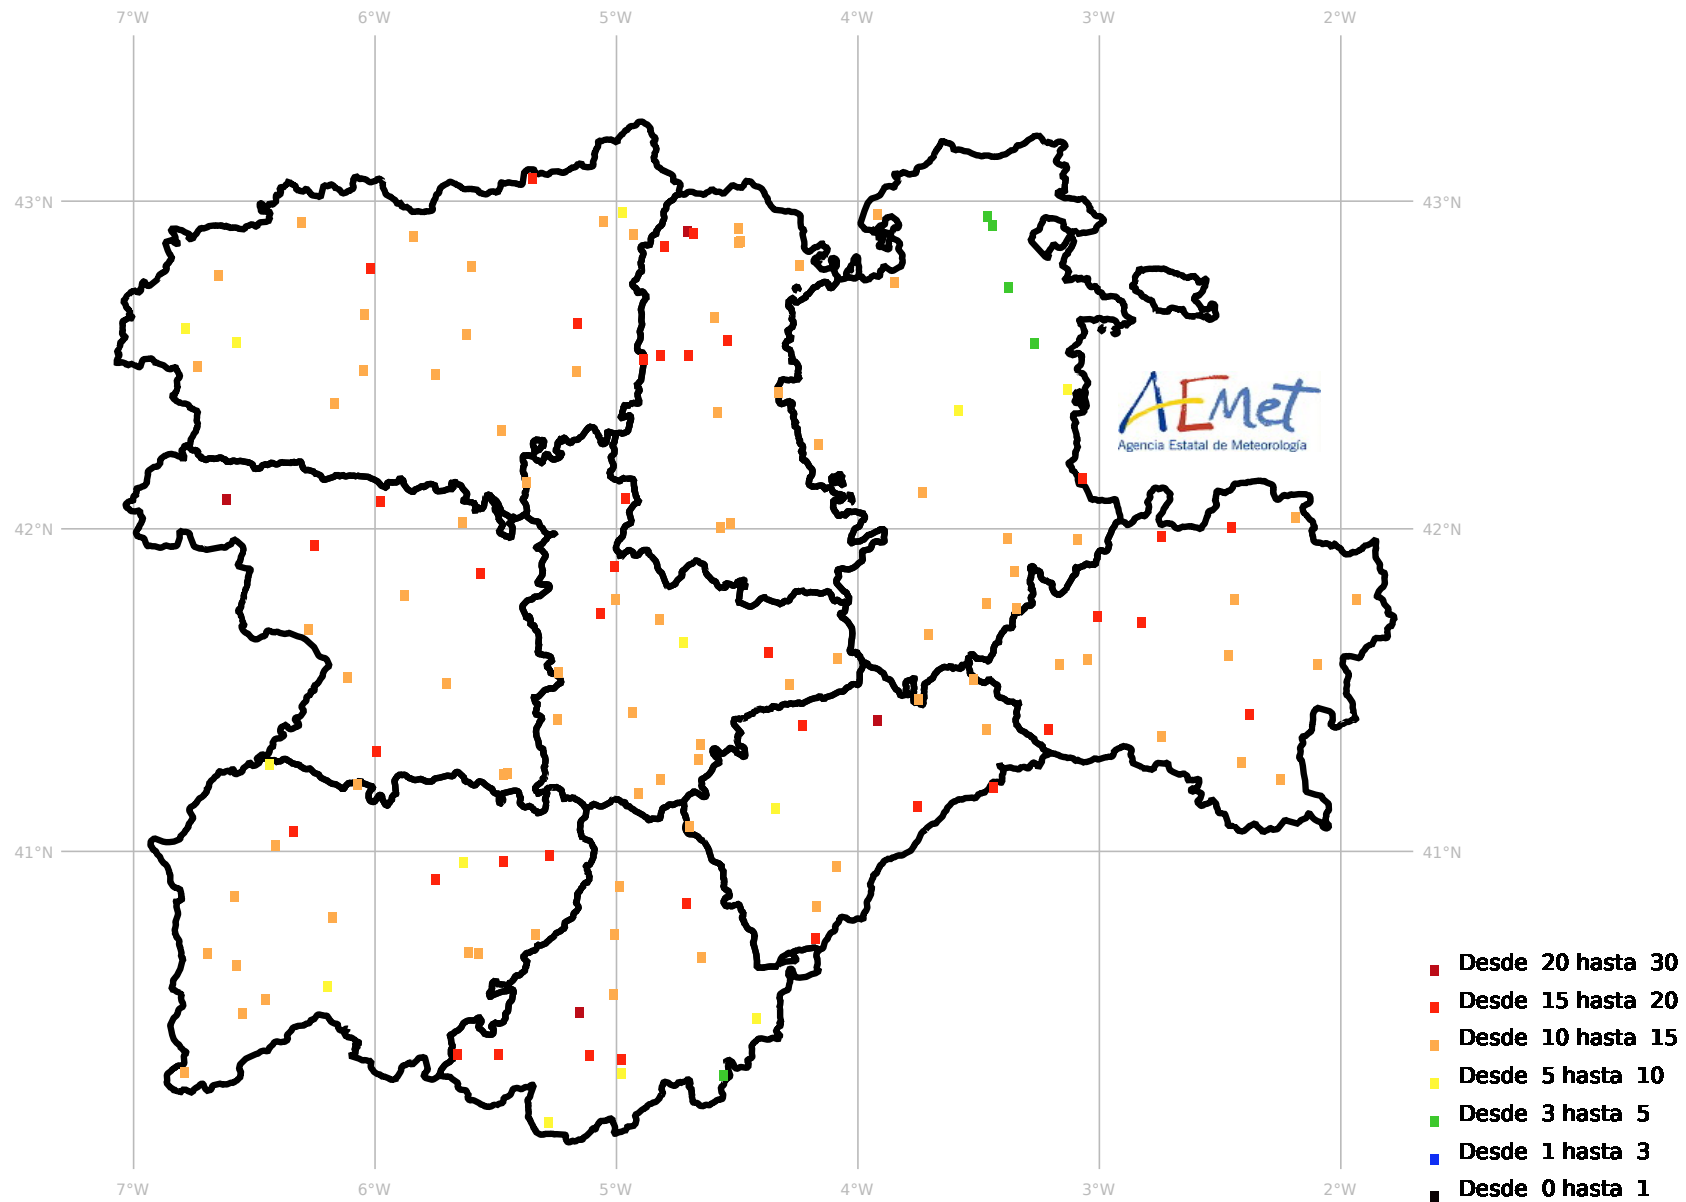 7°W 6°W 5°W 4°W 3°W 2°W
43°N 43°N
AEMet
Agencia Estatal de Meteorología
42°N 42°N
41°N 41°N
Desde 20 hasta 30
Desde 15 hasta 20
Desde 10 hasta 15
Desde 5 hasta 10
Desde 3 hasta 5
Desde 1 hasta 3
Desde 0 hasta 1
7°W 6°W 5°W 4°W 3°W 2°W